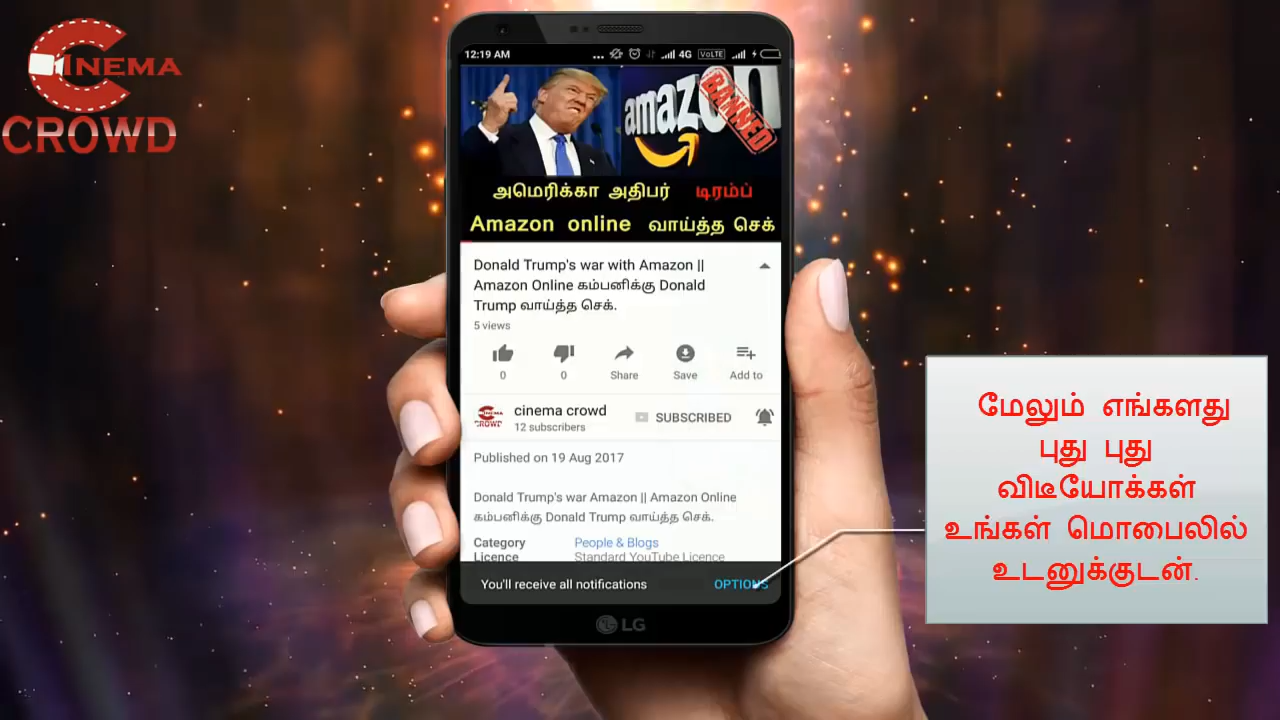 CINEMA
CROWD
12:19 AM
4G VoLTE
amazon
BANNED
அமெரிக்கா அதிபர் டிரம்ப்
Amazon online வாய்த்த செக்
Donald Trump's war with Amazon ||
Amazon Online கம்பனிக்கு Donald
Trump வாய்த்த செக்.
5 views
0 0 Share Save Add to
CINEMA
CROWD
cinema crowd
SUBSCRIBED
12 subscribers
Published on 19 Aug 2017
Donald Trump's war Amazon || Amazon Online
கம்பனிக்கு Donald Trump வாய்த்த செக்.
Category People & Blogs
Licence Standard YouTube Licence
You'll receive all notifications OPTIONS
LG
மேலும் எங்களது
புது புது
விடீயோக்கள்
உங்கள் மொபைலில்
உடனுக்குடன்.